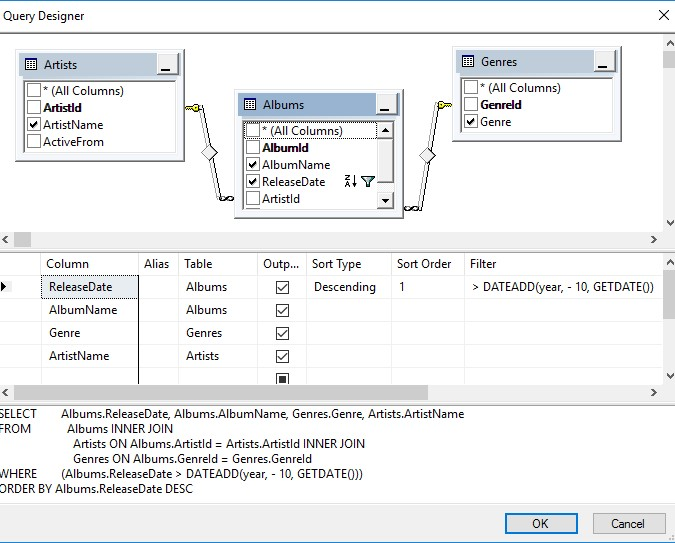 Query Designer
Artists
* (All Columns)
ArtistId
ArtistName
ActiveFrom
Albums
* (All Columns)
AlbumId
AlbumName
ReleaseDate
ArtistId
Genres
* (All Columns)
GenreId
Genre
Column Alias Table Outp... Sort Type Sort Order Filter
ReleaseDate Albums Descending 1 > DATEADD(year, - 10, GETDATE())
AlbumName Albums
Genre Genres
ArtistName Artists
SELECT Albums.ReleaseDate, Albums.AlbumName, Genres.Genre, Artists.ArtistName
FROM Albums INNER JOIN
Artists ON Albums.ArtistId = Artists.ArtistId INNER JOIN
Genres ON Albums.GenreId = Genres.GenreId
WHERE (Albums.ReleaseDate > DATEADD(year, - 10, GETDATE()))
ORDER BY Albums.ReleaseDate DESC
OK Cancel